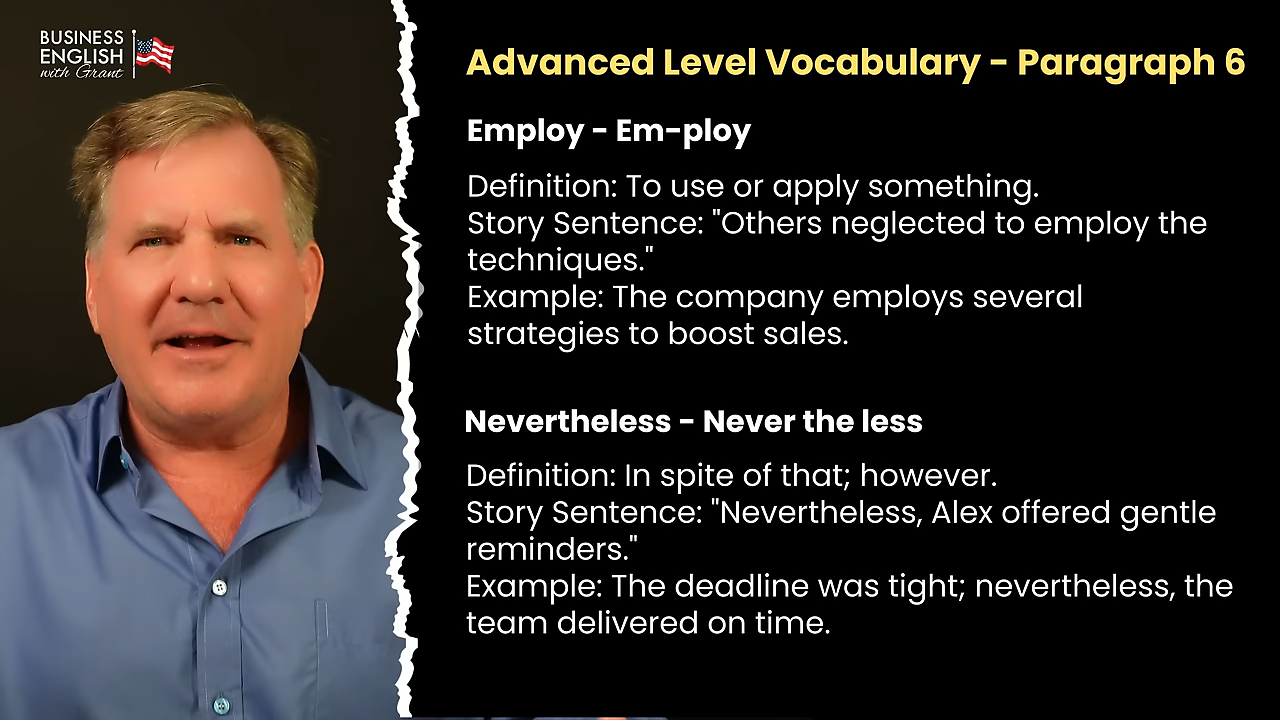 BUSINESS
ENGLISH
with Grant
Advanced Level Vocabulary - Paragraph 6
Employ - Em-ploy
Definition: To use or apply something.
Story Sentence: "Others neglected to employ the
techniques."
Example: The company employs several
strategies to boost sales.
Nevertheless - Never the less
Definition: In spite of that; however.
Story Sentence: "Nevertheless, Alex offered gentle
reminders."
Example: The deadline was tight; nevertheless, the
team delivered on time.